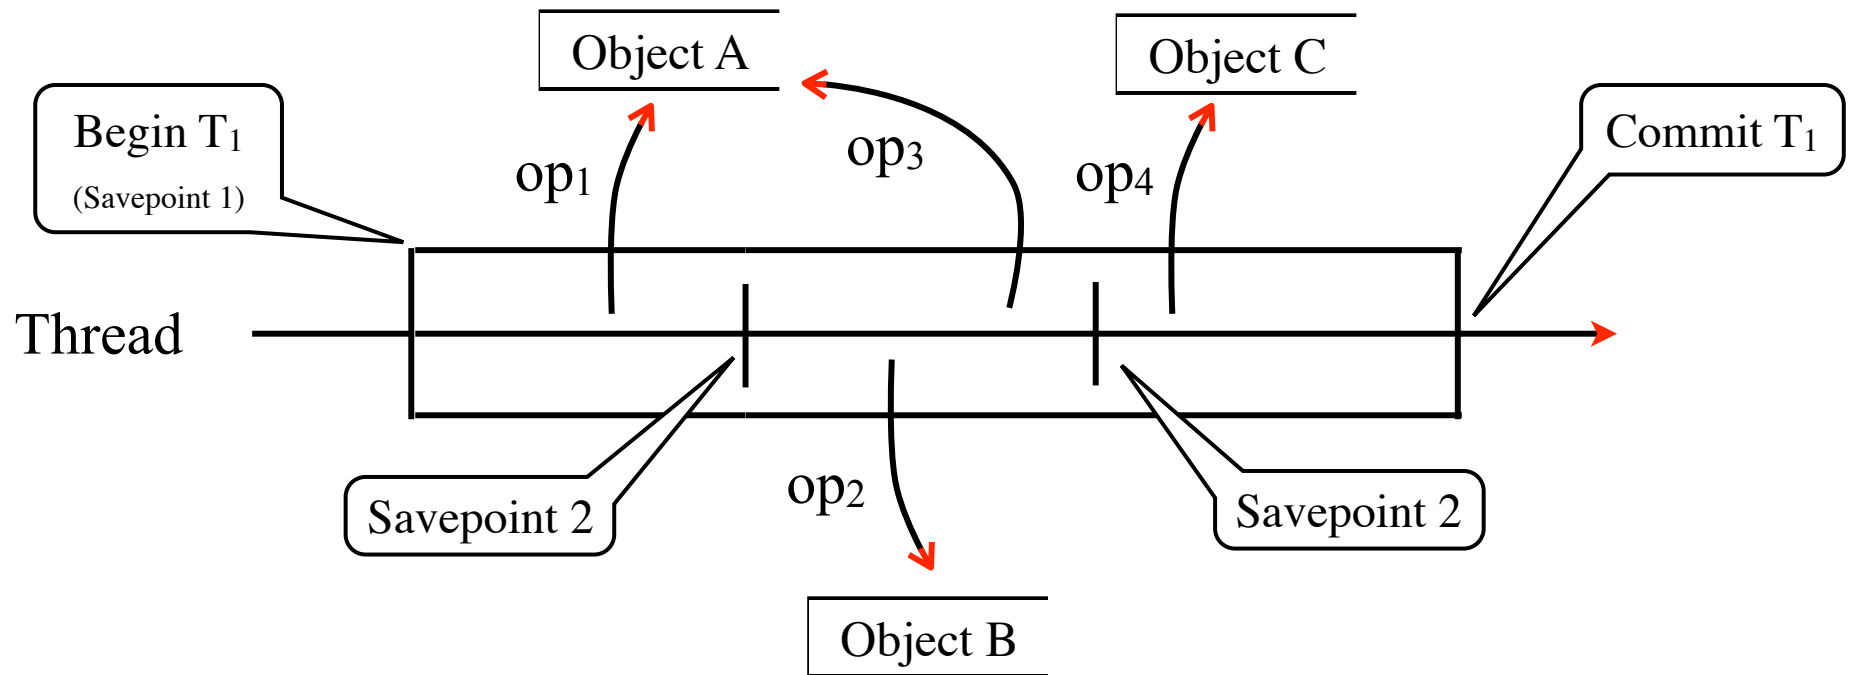 Object A
Object C
Begin T1
(Savepoint 1)
Commit T1
op1
op3
op4
Thread
op2
Savepoint 2
Savepoint 2
Object B